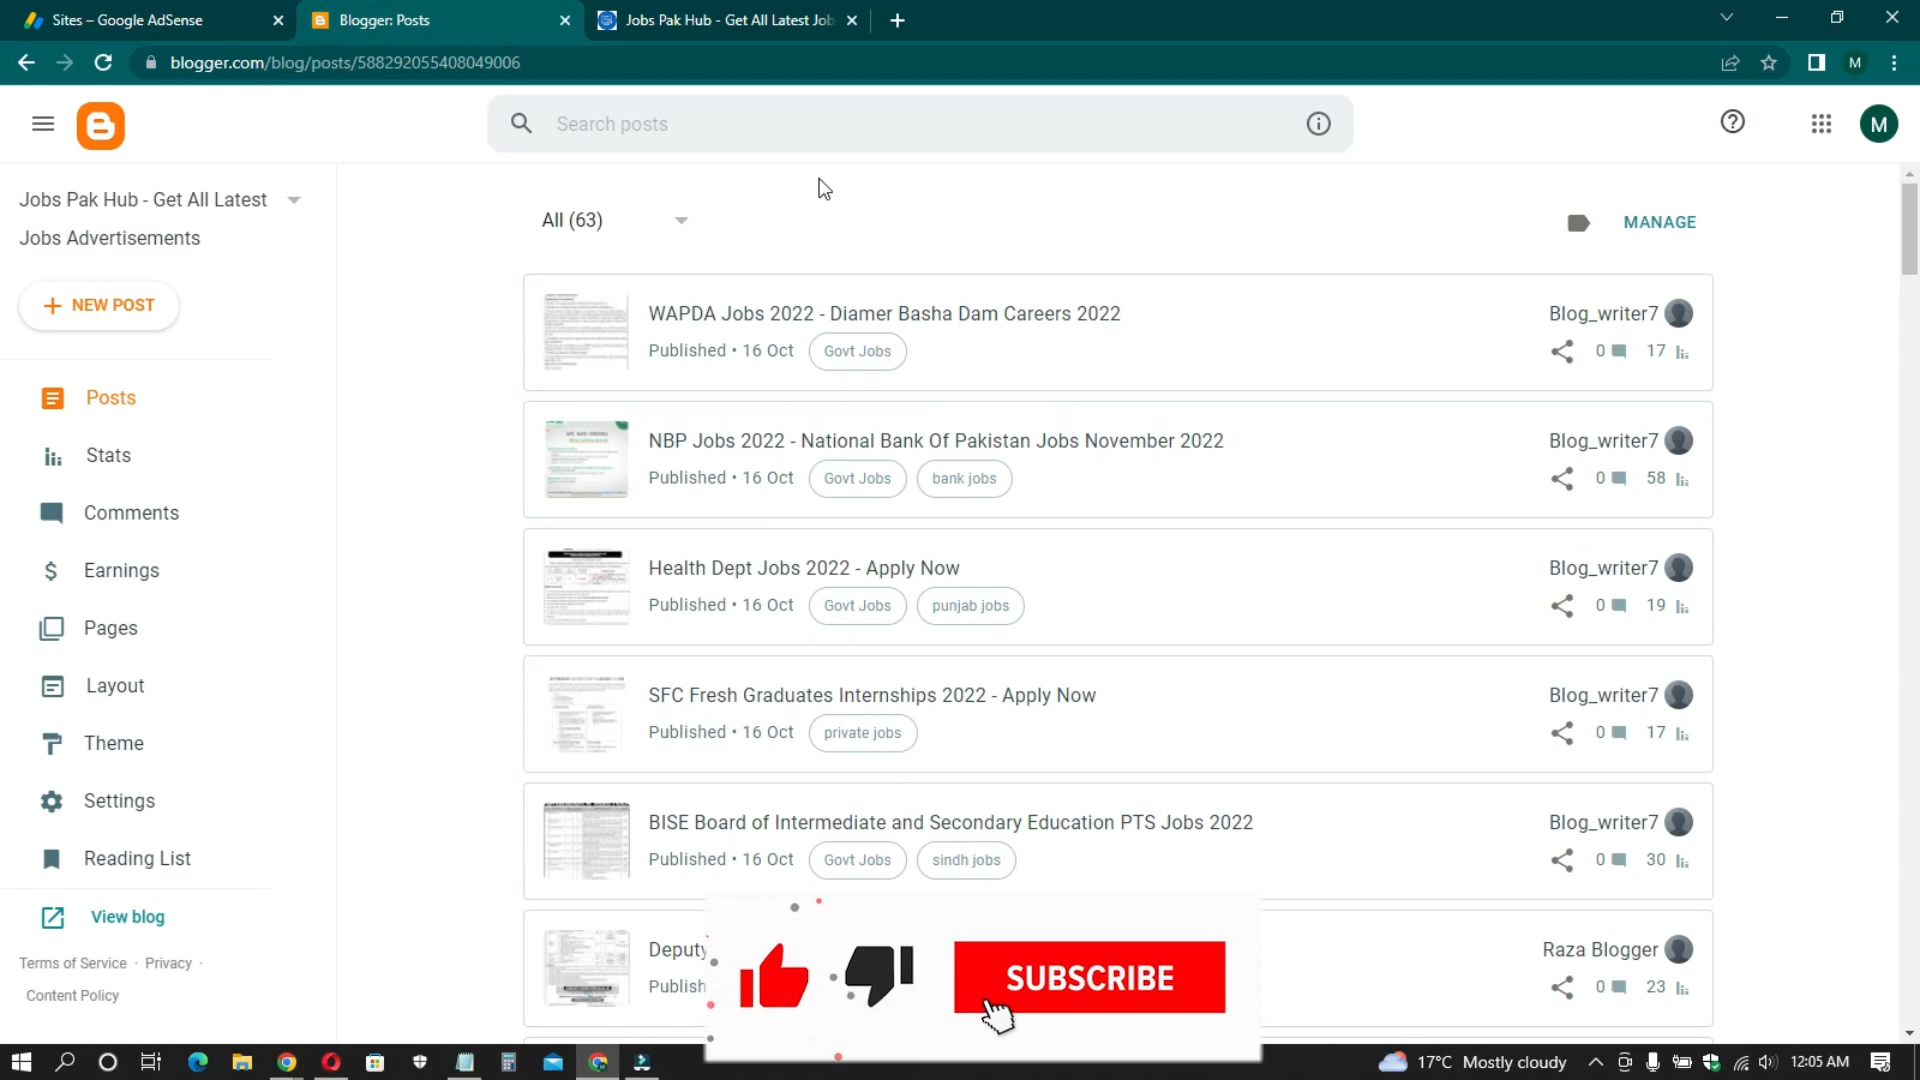 Sites – Google AdSense
Blogger: Posts
Jobs Pak Hub - Get All Latest Job
blogger.com/blog/posts/588292055408049006
M
Search posts
M
Jobs Pak Hub - Get All Latest
Jobs Advertisements
NEW POST
Posts
Stats
Comments
Earnings
Pages
Layout
Theme
Settings
Reading List
View blog
Terms of Service · Privacy ·
Content Policy
All (63)
MANAGE
WAPDA Jobs 2022 - Diamer Basha Dam Careers 2022
Published • 16 Oct Govt Jobs
Blog_writer7
0 17
NBP Jobs 2022 - National Bank Of Pakistan Jobs November 2022
Published • 16 Oct Govt Jobs bank jobs
Blog_writer7
0 58
Health Dept Jobs 2022 - Apply Now
Published • 16 Oct Govt Jobs punjab jobs
Blog_writer7
0 19
SFC Fresh Graduates Internships 2022 - Apply Now
Published • 16 Oct private jobs
Blog_writer7
0 17
BISE Board of Intermediate and Secondary Education PTS Jobs 2022
Published • 16 Oct Govt Jobs sindh jobs
Blog_writer7
0 30
Deputy
Publish
Raza Blogger
0 23
SUBSCRIBE
17°C Mostly cloudy
12:05 AM